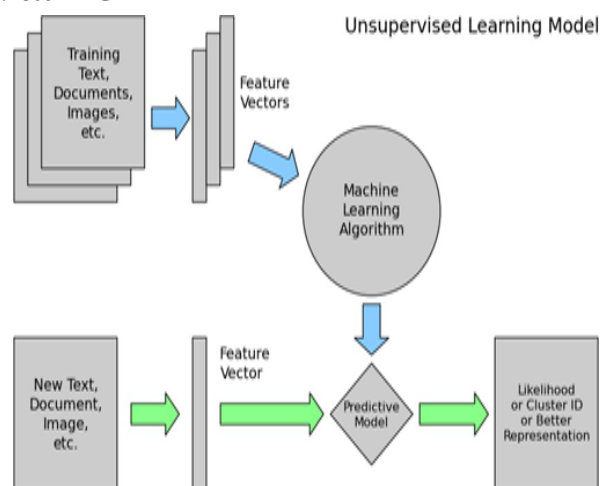 Unsupervised Learning Model
Training
Text,
Documents,
Images,
etc.
Feature
Vectors
Machine
Learning
Algorithm
New Text,
Document,
Image,
etc.
Feature
Vector
Predictive
Model
Likelihood
or Cluster ID
or Better
Representation